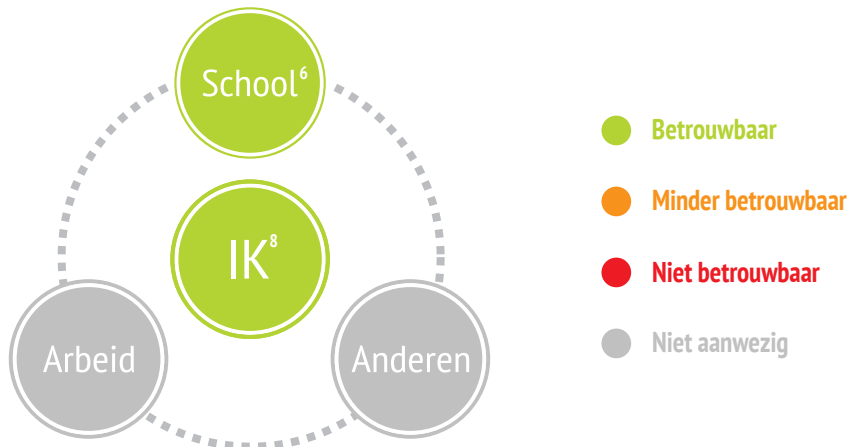 School⁶
IK⁸
Arbeid
Anderen
Betrouwbaar
Minder betrouwbaar
Niet betrouwbaar
Niet aanwezig